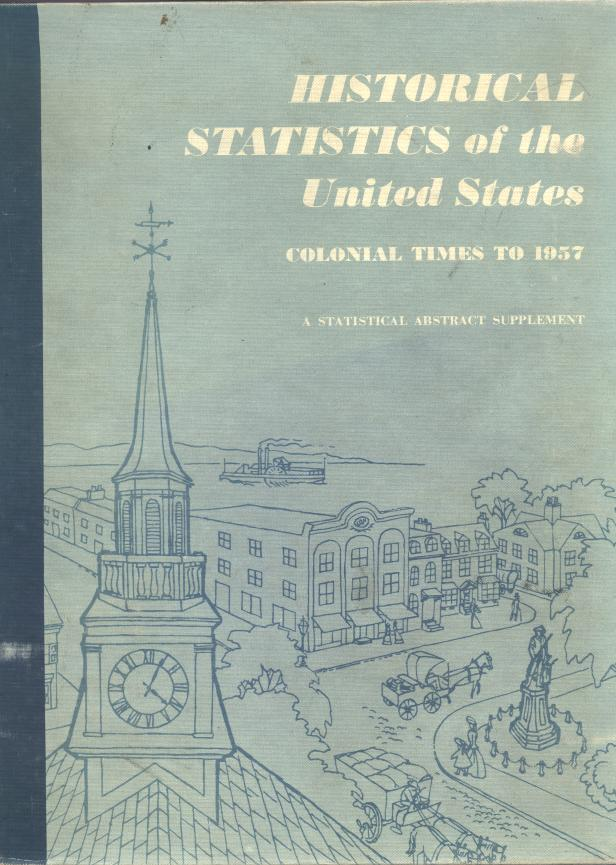 HISTORICAL
STATISTICS of the
United States
COLONIAL TIMES TO 1957
A STATISTICAL ABSTRACT SUPPLEMENT